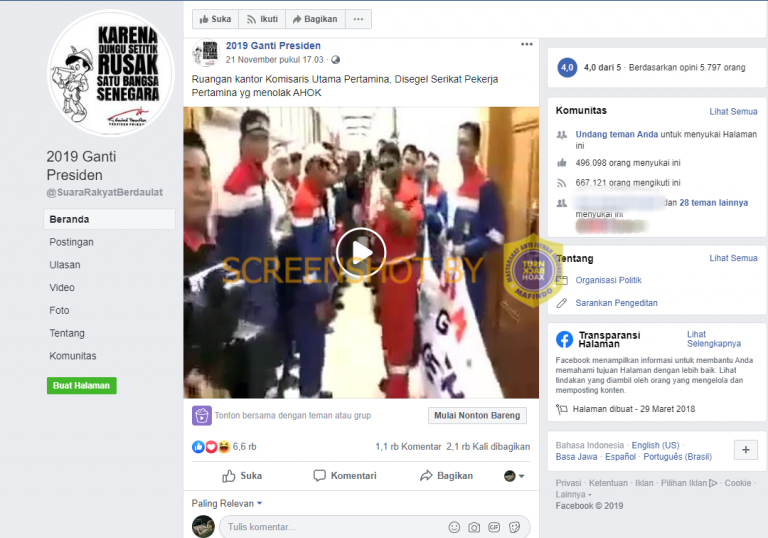 KARENA
DUNGU SETITIK
RUSAK
SATU BANGSA
SENEGARA
2019 Ganti
Presiden
@SuaraRakyatBerdaulat
Beranda
Postingan
Ulasan
Video
Foto
Tentang
Komunitas
Buat Halaman
Suka
Ikuti
Bagikan
2019 Ganti Presiden
21 November pukul 17.03 ·
Ruangan kantor Komisaris Utama Pertamina, Disegel Serikat Pekerja
Pertamina yg menolak AHOK
SCREENSHOT BY
MASYARAKAT ANTI FITNAH
TURN
BACK
HOAX
MAFINDO
Tonton bersama dengan teman atau grup
Mulai Nonton Bareng
6,6 rb
1,1 rb Komentar 2,1 rb Kali dibagikan
Suka
Komentari
Bagikan
Paling Relevan
Tulis komentar...
GIF
4,0
4,0 dari 5 · Berdasarkan opini 5.797 orang
Komunitas
Lihat Semua
Undang teman Anda untuk menyukai Halaman
ini
496.098 orang menyukai ini
667.121 orang mengikuti ini
dan 28 teman lainnya
menyukai ini
Tentang
Lihat Semua
Organisasi Politik
Sarankan Pengeditan
Transparansi
Halaman
Lihat
Selengkapnya
Facebook menampilkan informasi untuk membantu Anda
memahami tujuan Halaman dengan lebih baik. Lihat
tindakan yang diambil oleh orang yang mengelola dan
memposting konten.
Halaman dibuat - 29 Maret 2018
Bahasa Indonesia · English (US) ·
Basa Jawa · Español · Português (Brasil)
Privasi · Ketentuan · Iklan · Pilihan Iklan · Cookie ·
Lainnya
Facebook © 2019